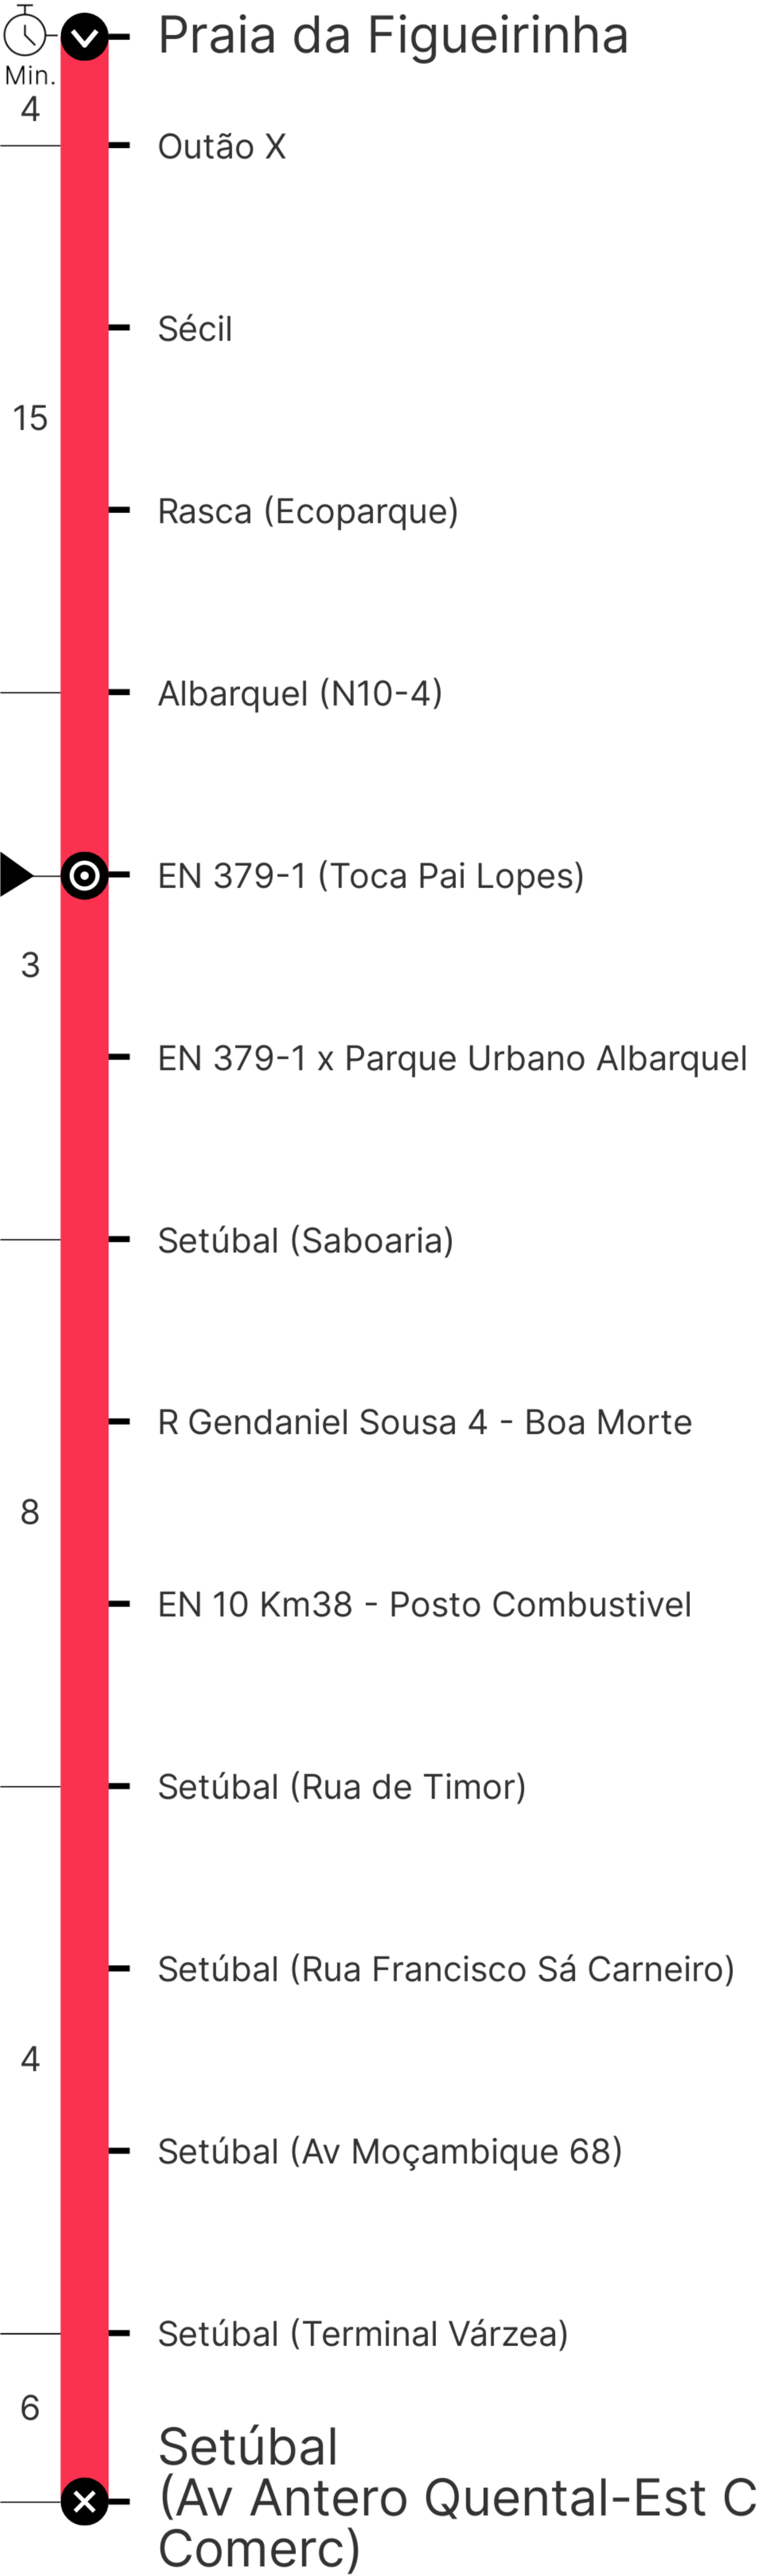 Praia da Figueirinha
Min.
4
Outão X
Sécil
15
Rasca (Ecoparque)
Albarquel (N10-4)
EN 379-1 (Toca Pai Lopes)
3
EN 379-1 x Parque Urbano Albarquel
Setúbal (Saboaria)
R Gendaniel Sousa 4 - Boa Morte
8
EN 10 Km38 - Posto Combustivel
Setúbal (Rua de Timor)
Setúbal (Rua Francisco Sá Carneiro)
4
Setúbal (Av Moçambique 68)
Setúbal (Terminal Várzea)
6
Setúbal
(Av Antero Quental-Est C
Comerc)